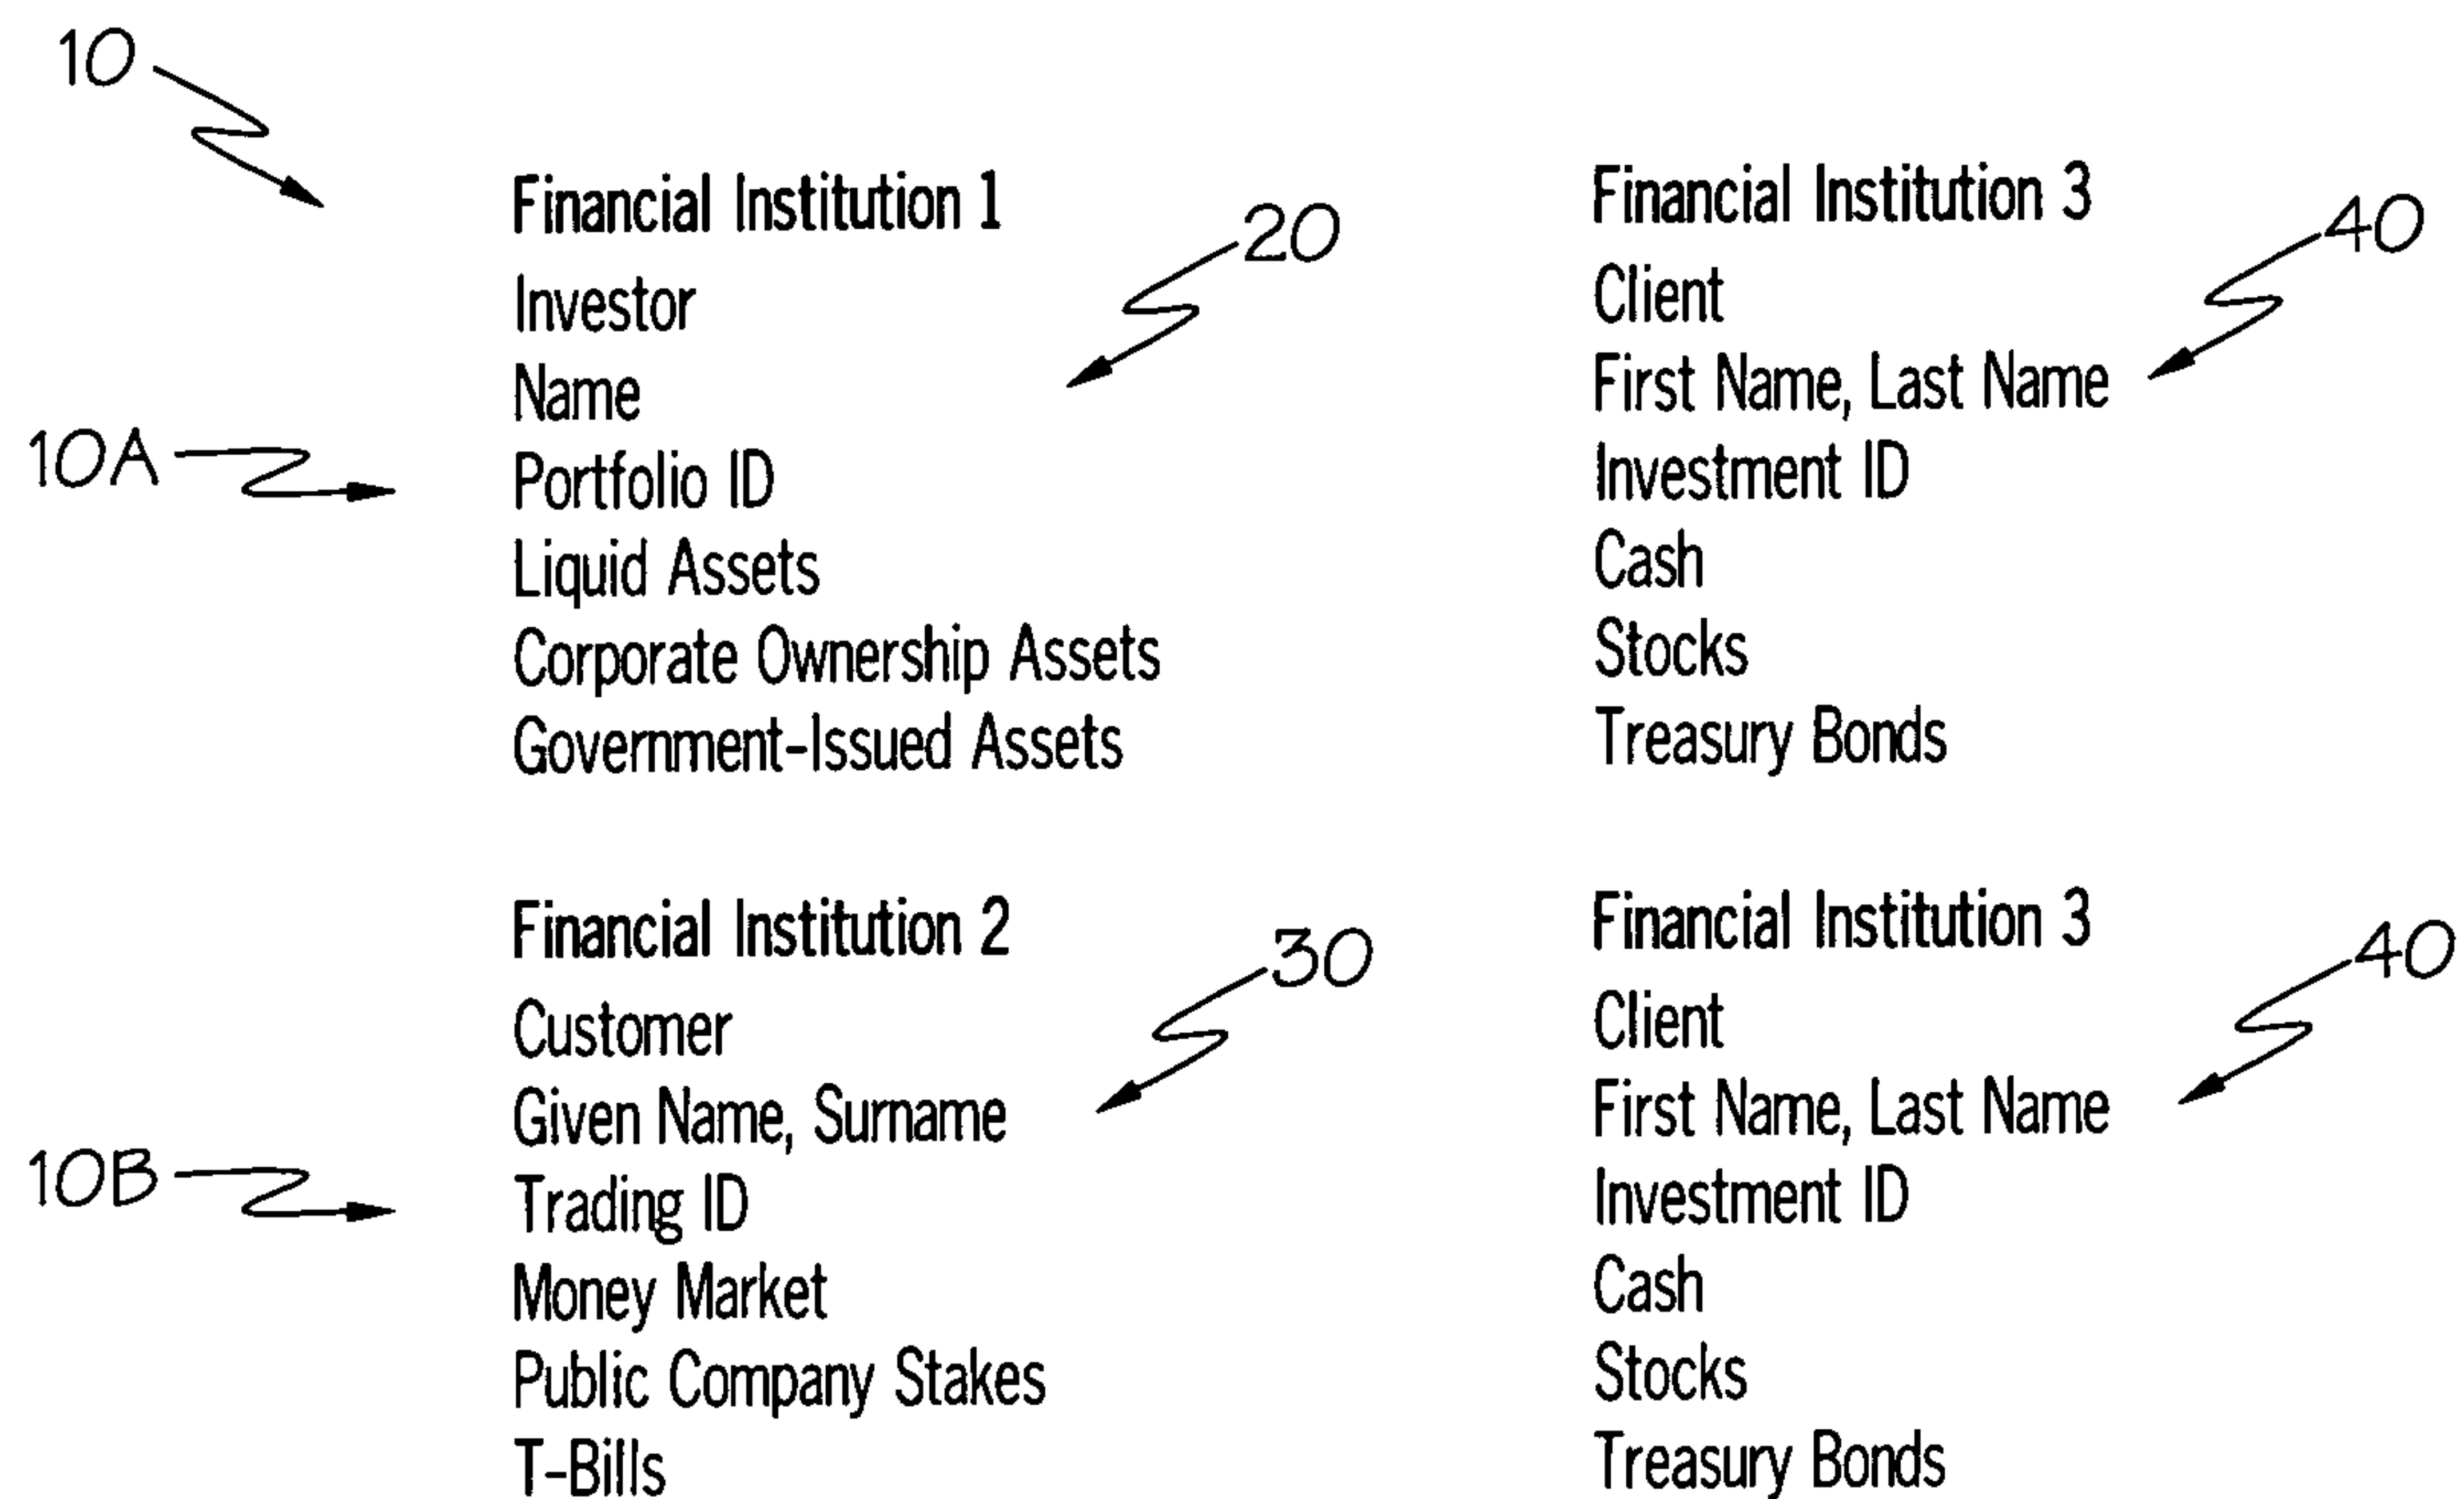 10
Financial Institution 1
Investor
Name
Portfolio ID
Liquid Assets
Corporate Ownership Assets
Government-Issued Assets
20
10A
Financial Institution 3
Client
First Name, Last Name
Investment ID
Cash
Stocks
Treasury Bonds
40
Financial Institution 2
Customer
Given Name, Surname
Trading ID
Money Market
Public Company Stakes
T-Bills
30
10B
Financial Institution 3
Client
First Name, Last Name
Investment ID
Cash
Stocks
Treasury Bonds
40